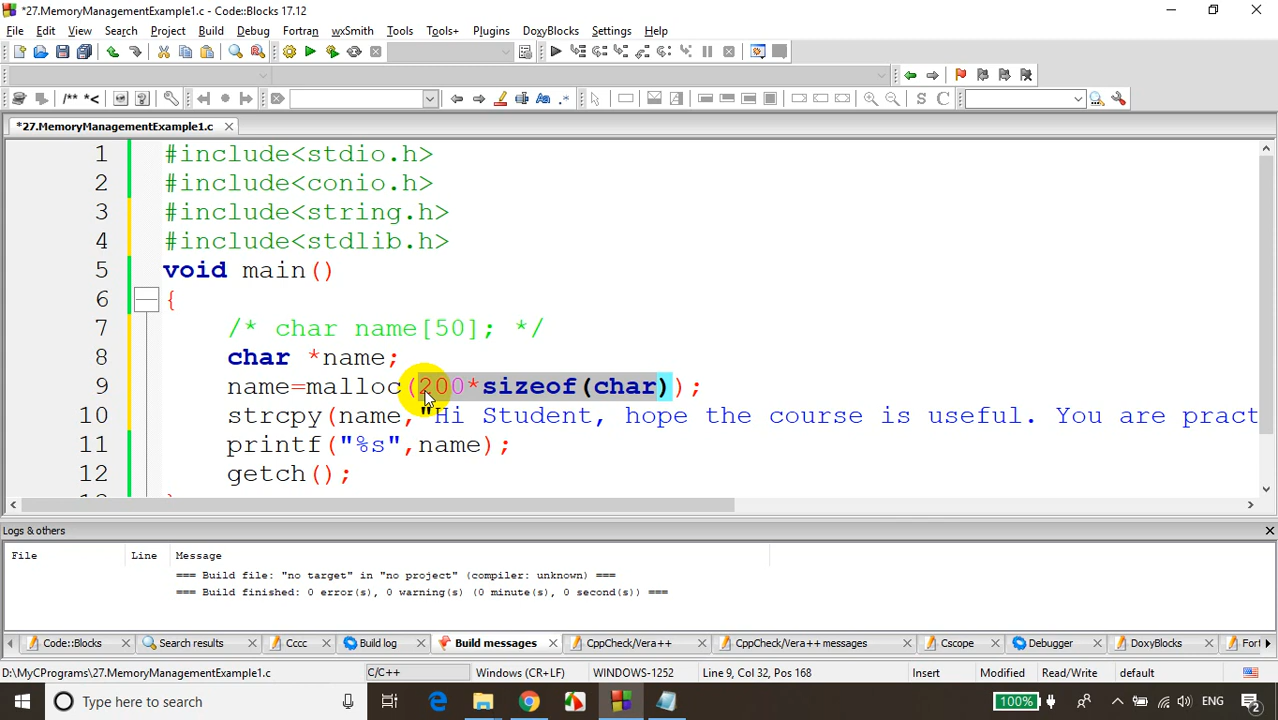 *27.MemoryManagementExample1.c - Code::Blocks 17.12
File Edit View Search Project Build Debug Fortran wxSmith Tools Tools+ Plugins DoxyBlocks Settings Help
/** *<
S C
*27.MemoryManagementExample1.c
1 #include<stdio.h>
2 #include<conio.h>
3 #include<string.h>
4 #include<stdlib.h>
5 void main()
6 {
7 /* char name[50]; */
8 char *name;
9 name=malloc(200*sizeof(char));
10 strcpy(name,"Hi Student, hope the course is useful. You are pract
11 printf("%s",name);
12 getch();
Logs & others
File Line Message
=== Build file: "no target" in "no project" (compiler: unknown) ===
=== Build finished: 0 error(s), 0 warning(s) (0 minute(s), 0 second(s)) ===
Code::Blocks Search results Cccc Build log Build messages CppCheck/Vera++ CppCheck/Vera++ messages Cscope Debugger DoxyBlocks Fort
D:\MyCPrograms\27.MemoryManagementExample1.c C/C++ Windows (CR+LF) WINDOWS-1252 Line 9, Col 32, Pos 168 Insert Modified Read/Write default
Type here to search 100% ENG 2